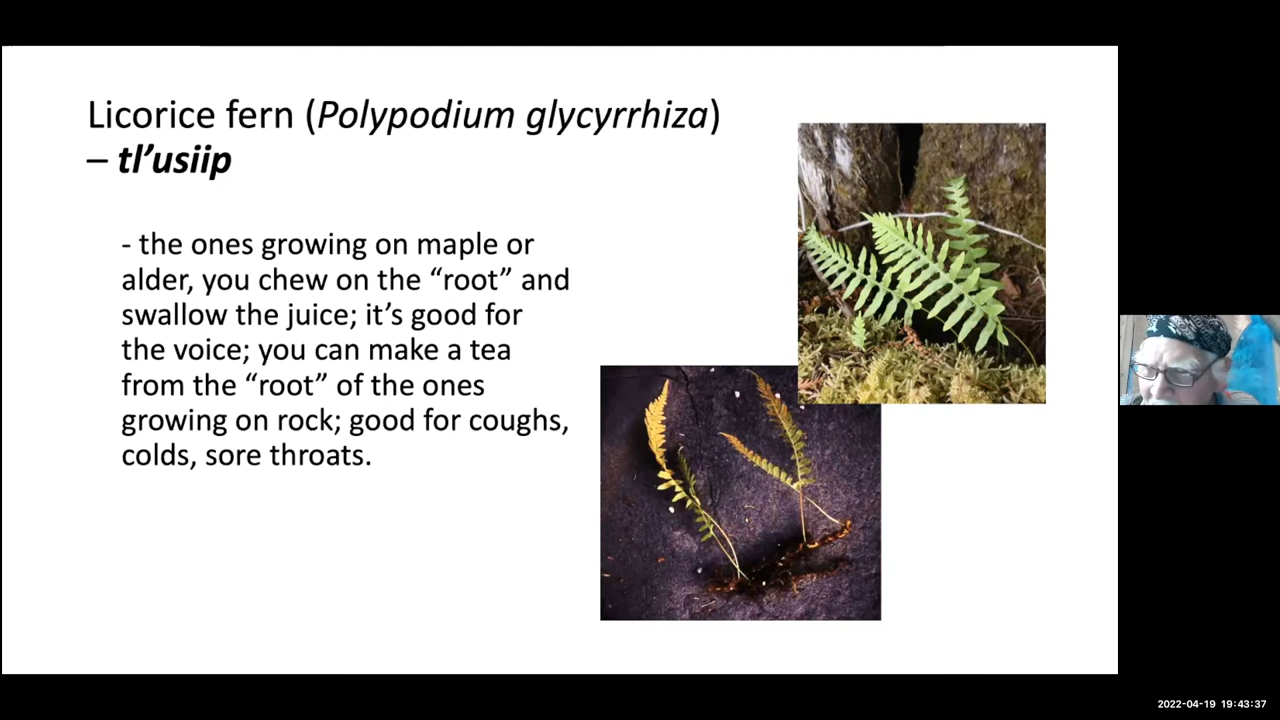 Licorice fern (Polypodium glycyrrhiza)
– tl’usiip
- the ones growing on maple or
alder, you chew on the “root” and
swallow the juice; it’s good for
the voice; you can make a tea
from the “root” of the ones
growing on rock; good for coughs,
colds, sore throats.
2022-04-19 19:43:37